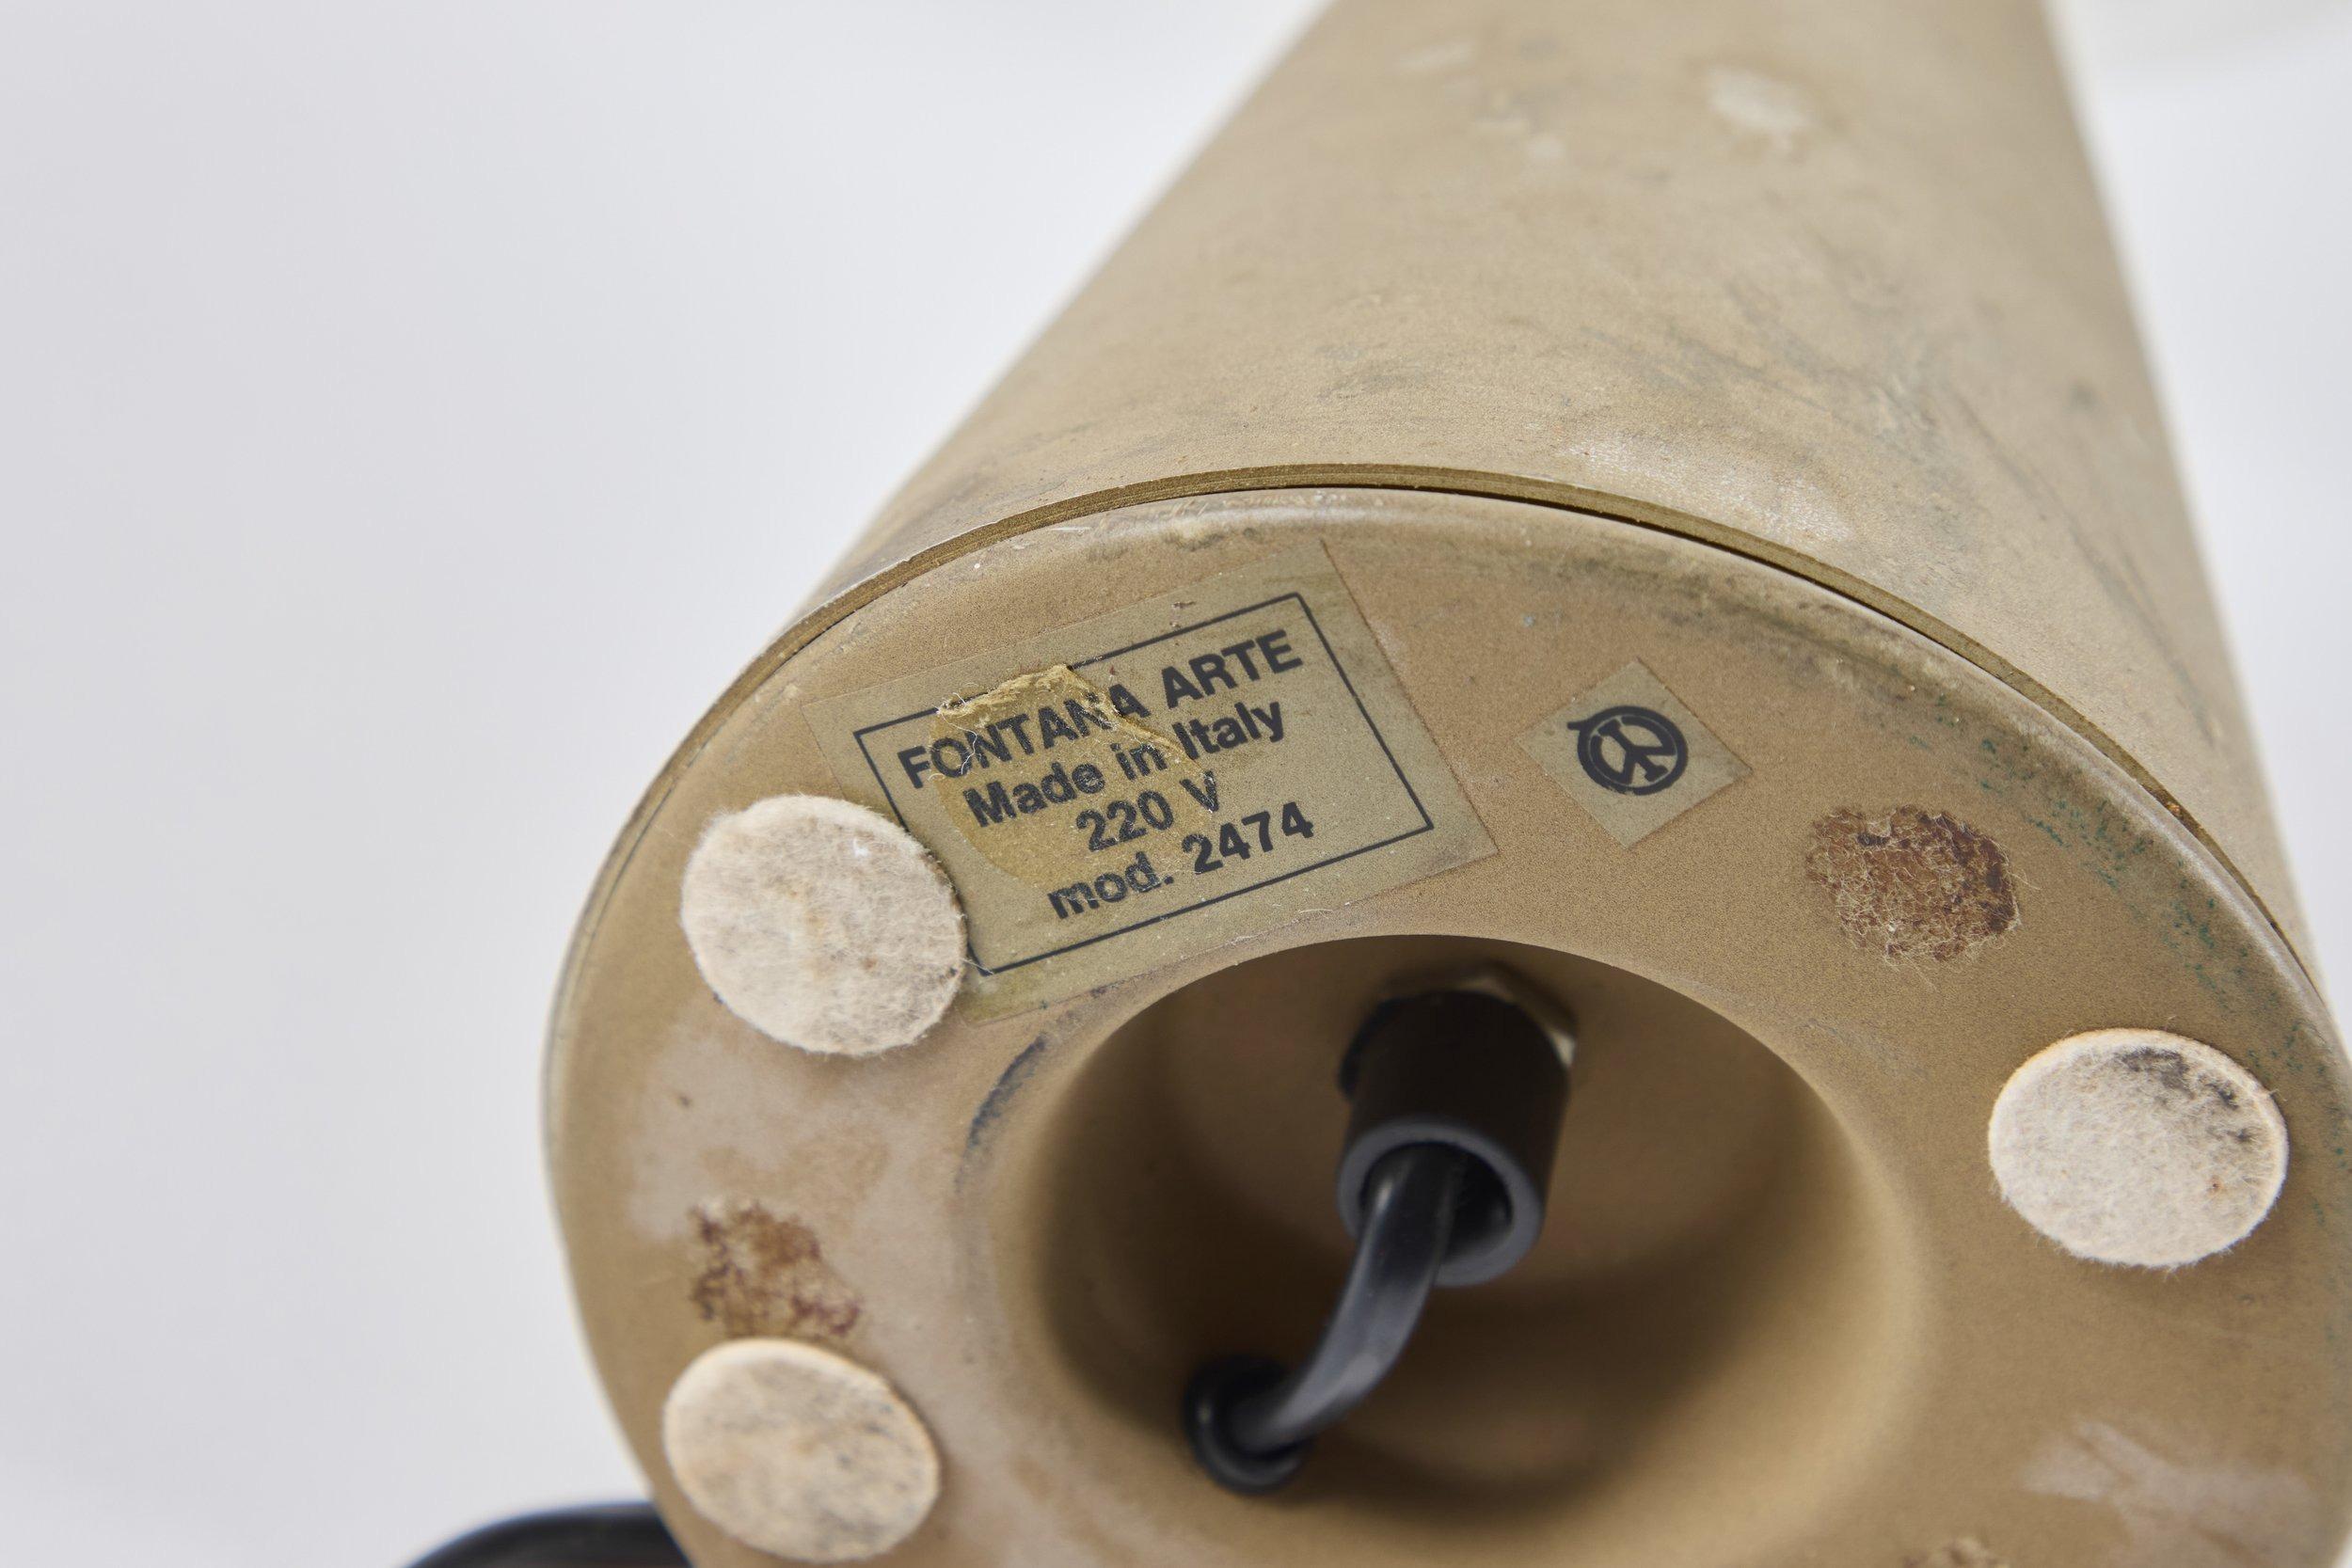 FONTANA ARTE
Made in Italy
220 V
mod. 2474